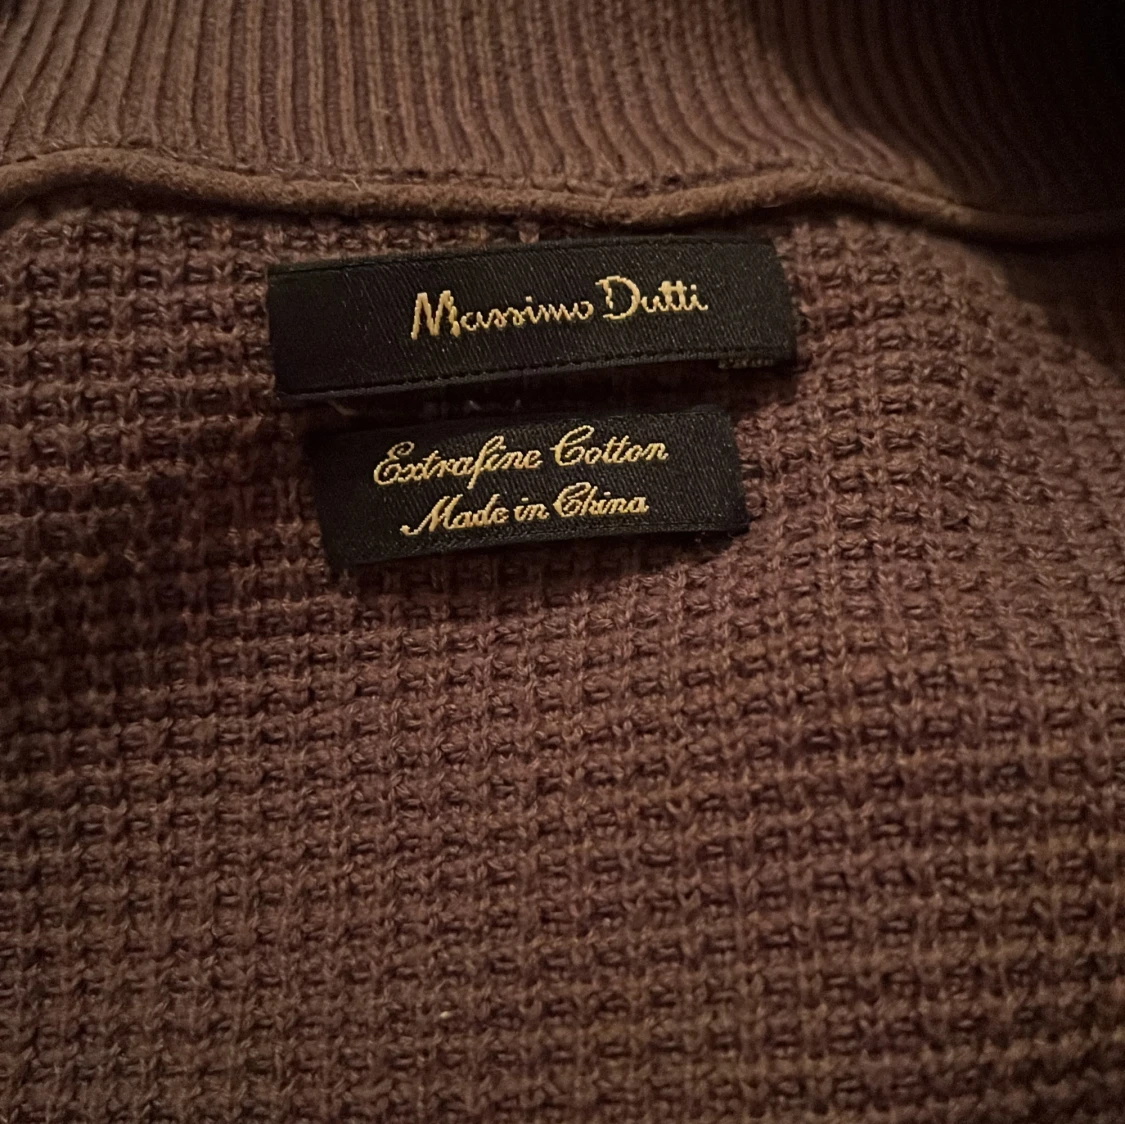 Massimo Dutti
Extrafine Cotton
Made in China